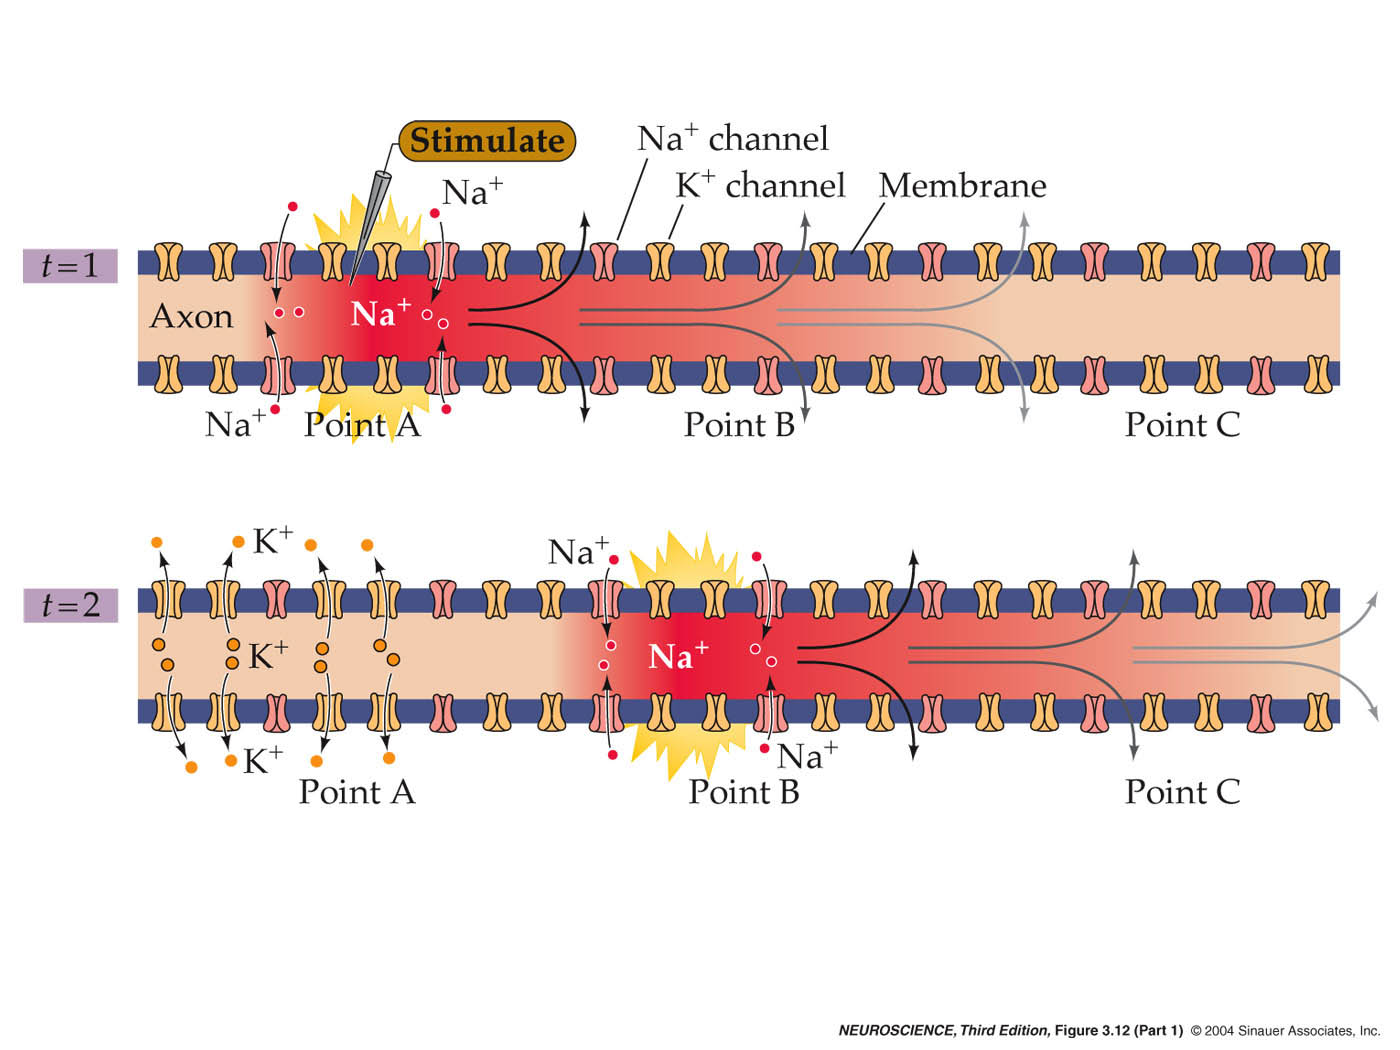 Stimulate
Na+ channel
K+ channel
Membrane
Na+
t=1
Axon
Na+
Na+
Point A
Point B
Point C
K+
Na+
t=2
K+
Na+
K+
Na+
Point A
Point B
Point C
NEUROSCIENCE, Third Edition, Figure 3.12 (Part 1) © 2004 Sinauer Associates, Inc.